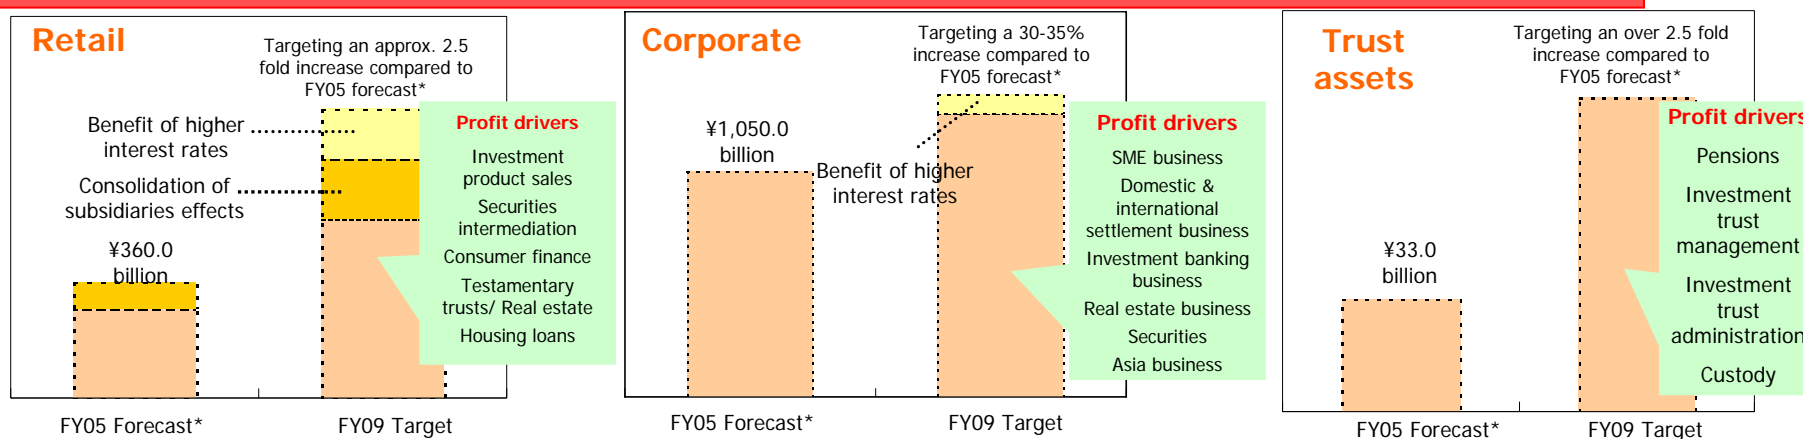 Retail
Targeting an approx. 2.5
fold increase compared to
FY05 forecast*
Benefit of higher
interest rates
Consolidation of
subsidiaries effects
¥360.0
billion
Profit drivers
Investment
product sales
Securities
intermediation
Consumer finance
Testamentary
trusts/ Real estate
Housing loans
FY05 Forecast*
FY09 Target
Corporate
Targeting a 30-35%
increase compared to
FY05 forecast*
¥1,050.0
billion
Benefit of higher
interest rates
Profit drivers
SME business
Domestic &
international
settlement business
Investment banking
business
Real estate business
Securities
Asia business
FY05 Forecast*
FY09 Target
Trust
assets
Targeting an over 2.5 fold
increase compared to
FY05 forecast*
¥33.0
billion
Profit drivers
Pensions
Investment
trust
management
Investment
trust
administration
Custody
FY05 Forecast*
FY09 Target